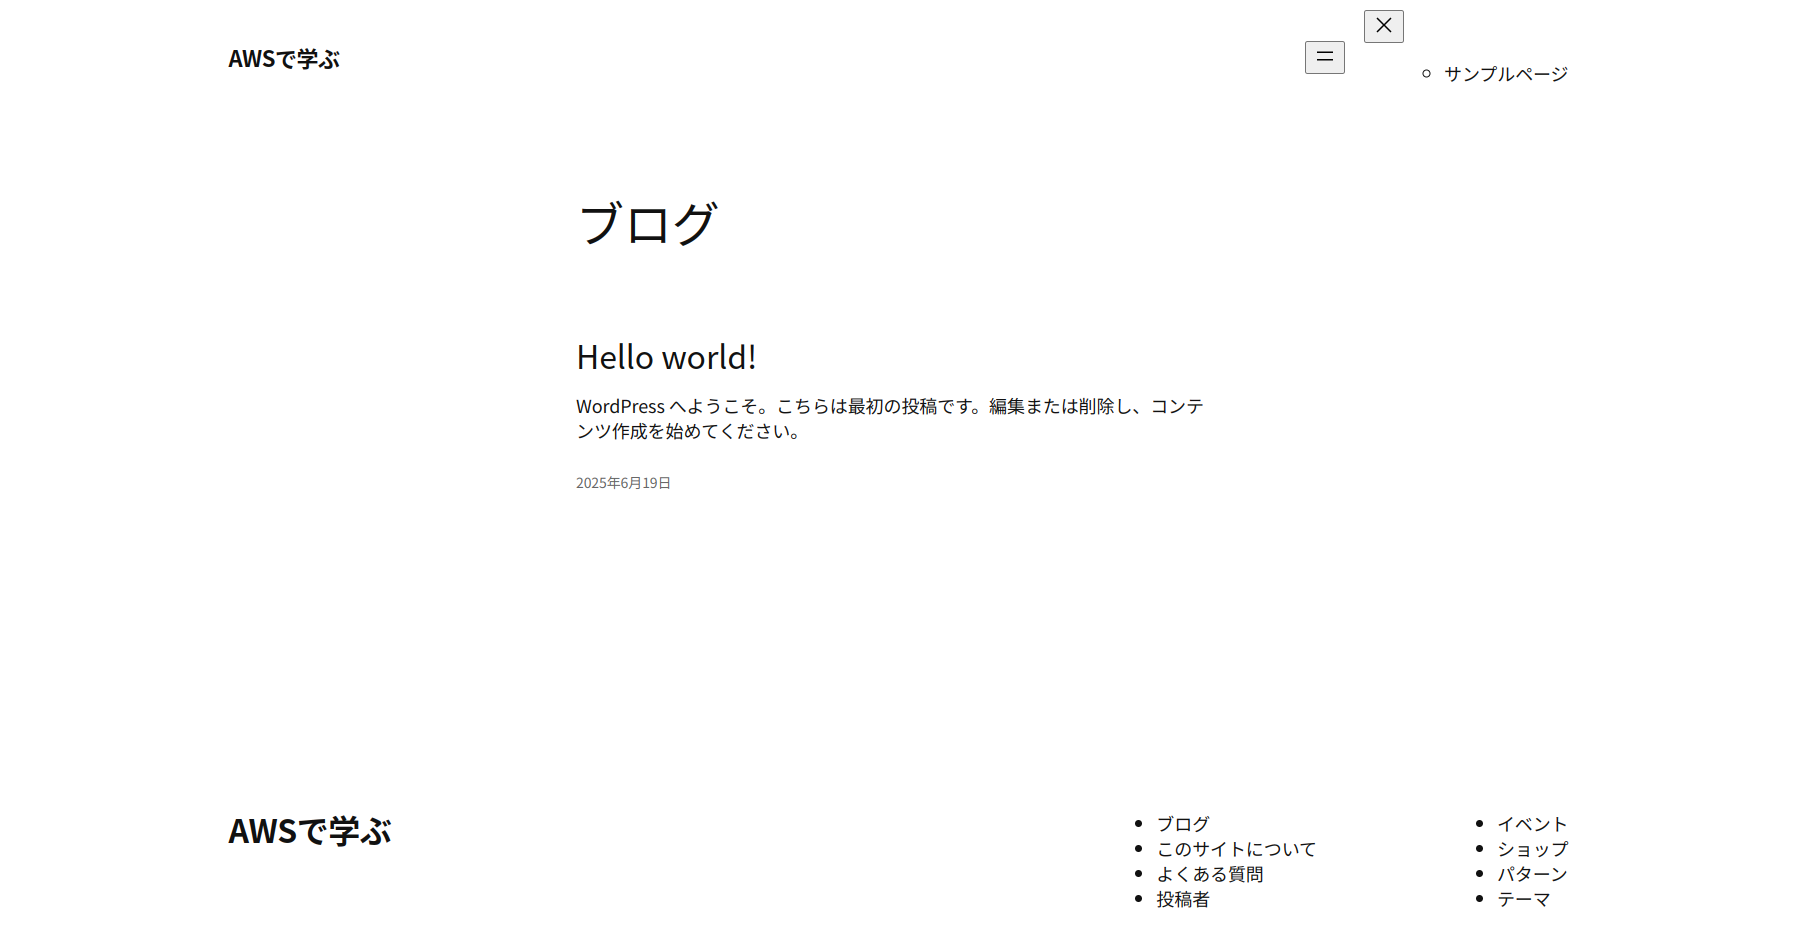 AWSで学ぶ
サンプルページ
ブログ
Hello world!
WordPress へようこそ。こちらは最初の投稿です。編集または削除し、コンテ
ンツ作成を始めてください。
2025年6月19日
AWSで学ぶ
ブログ
このサイトについて
よくある質問
投稿者
イベント
ショップ
パターン
テーマ